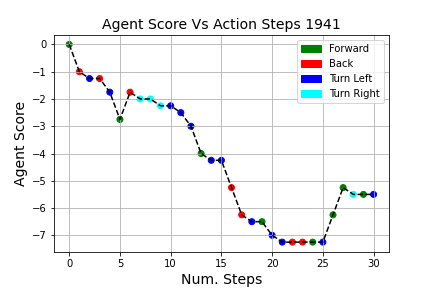 Agent Score Vs Action Steps 1941
Forward
Back
Turn Left
Turn Right
Agent Score
0
−1
−2
−3
−4
−5
−6
−7
0 5 10 15 20 25 30
Num. Steps